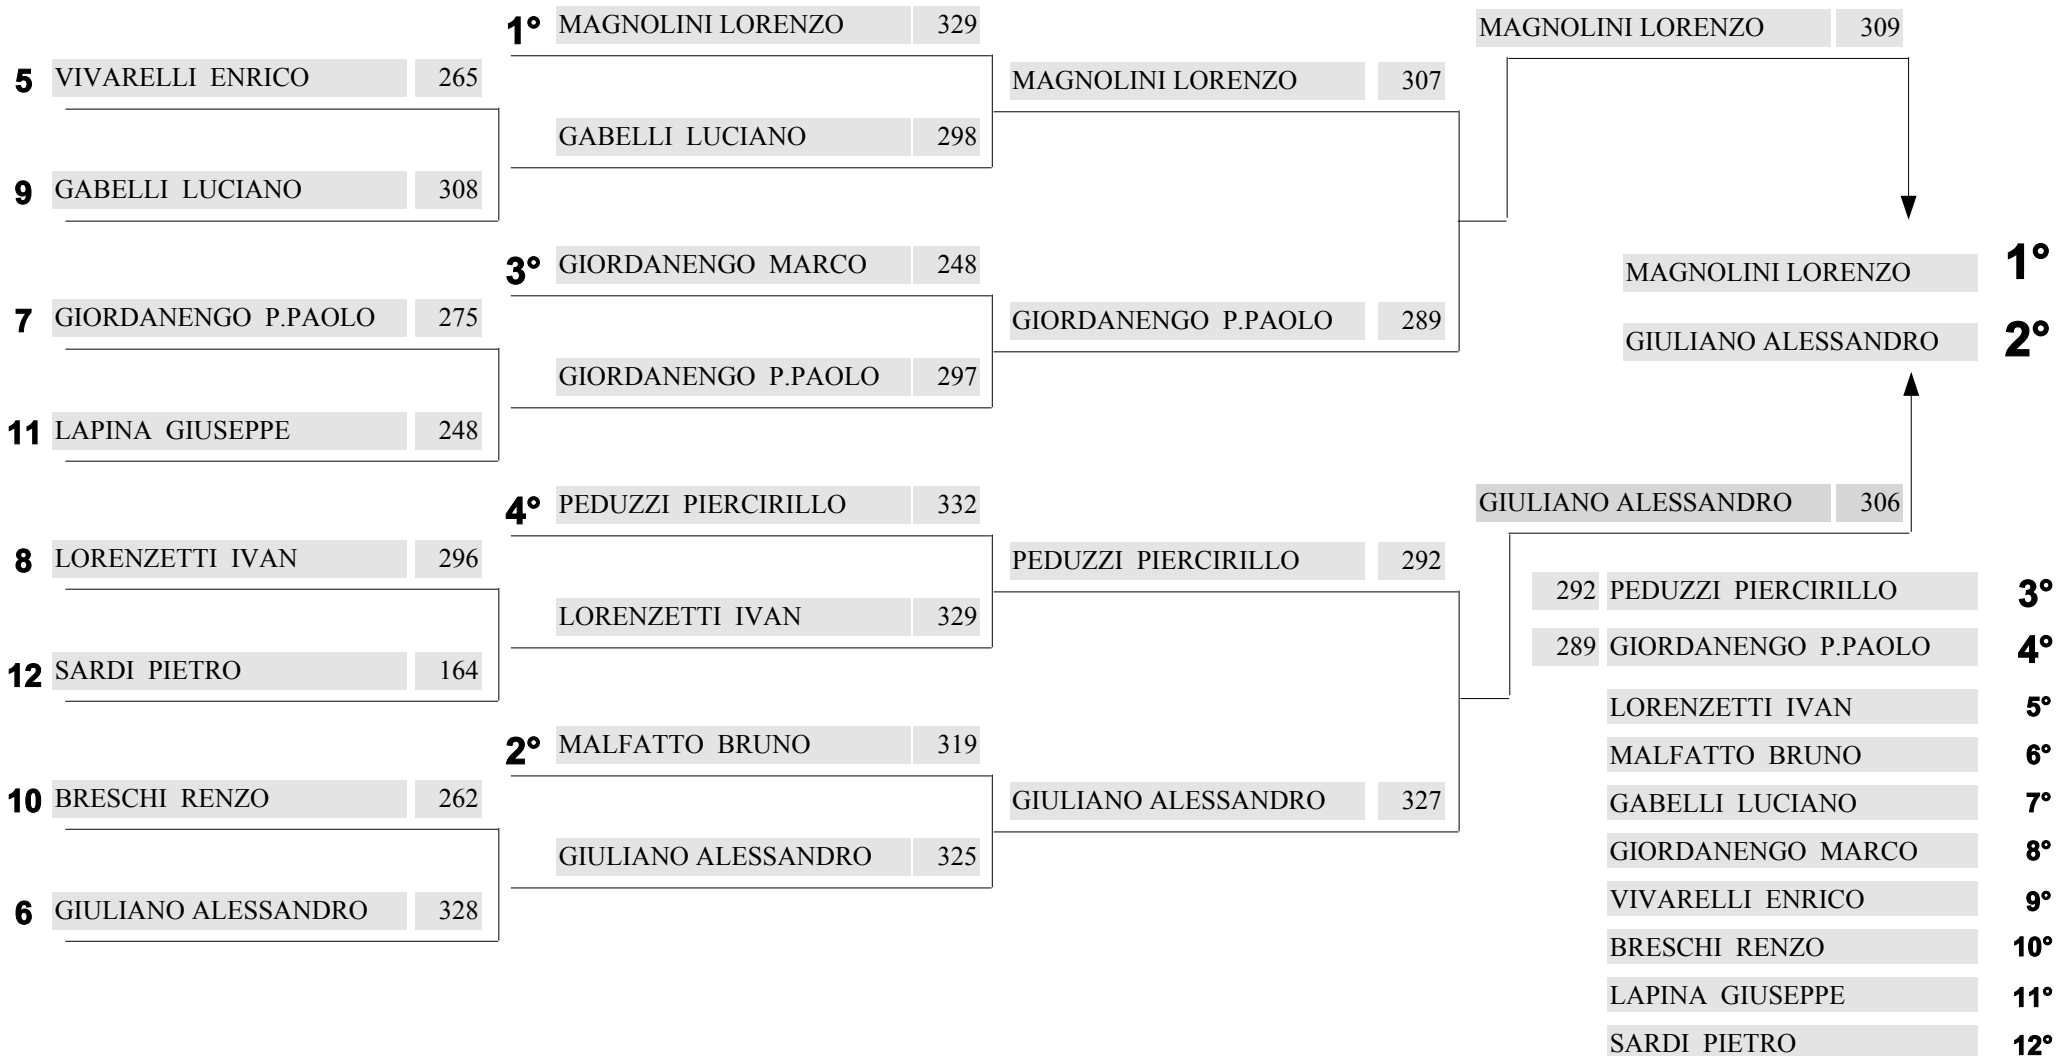 1° MAGNOLINI LORENZO 329
MAGNOLINI LORENZO 309
5 VIVARELLI ENRICO 265
MAGNOLINI LORENZO 307
GABELLI LUCIANO 298
9 GABELLI LUCIANO 308
3° GIORDANENGO MARCO 248
MAGNOLINI LORENZO 1°
7 GIORDANENGO P.PAOLO 275
GIORDANENGO P.PAOLO 289
GIULIANO ALESSANDRO 2°
GIORDANENGO P.PAOLO 297
11 LAPINA GIUSEPPE 248
4° PEDUZZI PIERCIRILLO 332
GIULIANO ALESSANDRO 306
8 LORENZETTI IVAN 296
PEDUZZI PIERCIRILLO 292
292 PEDUZZI PIERCIRILLO 3°
LORENZETTI IVAN 329
289 GIORDANENGO P.PAOLO 4°
12 SARDI PIETRO 164
LORENZETTI IVAN 5°
2° MALFATTO BRUNO 319
MALFATTO BRUNO 6°
10 BRESCHI RENZO 262
GIULIANO ALESSANDRO 327
GABELLI LUCIANO 7°
GIULIANO ALESSANDRO 325
GIORDANENGO MARCO 8°
6 GIULIANO ALESSANDRO 328
VIVARELLI ENRICO 9°
BRESCHI RENZO 10°
LAPINA GIUSEPPE 11°
SARDI PIETRO 12°